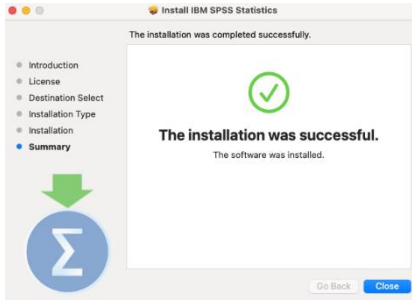 Install IBM SPSS Statistics
The installation was completed successfully.
Introduction
License
Destination Select
Installation Type
Installation
Summary
The installation was successful.
The software was installed.
Go Back
Close